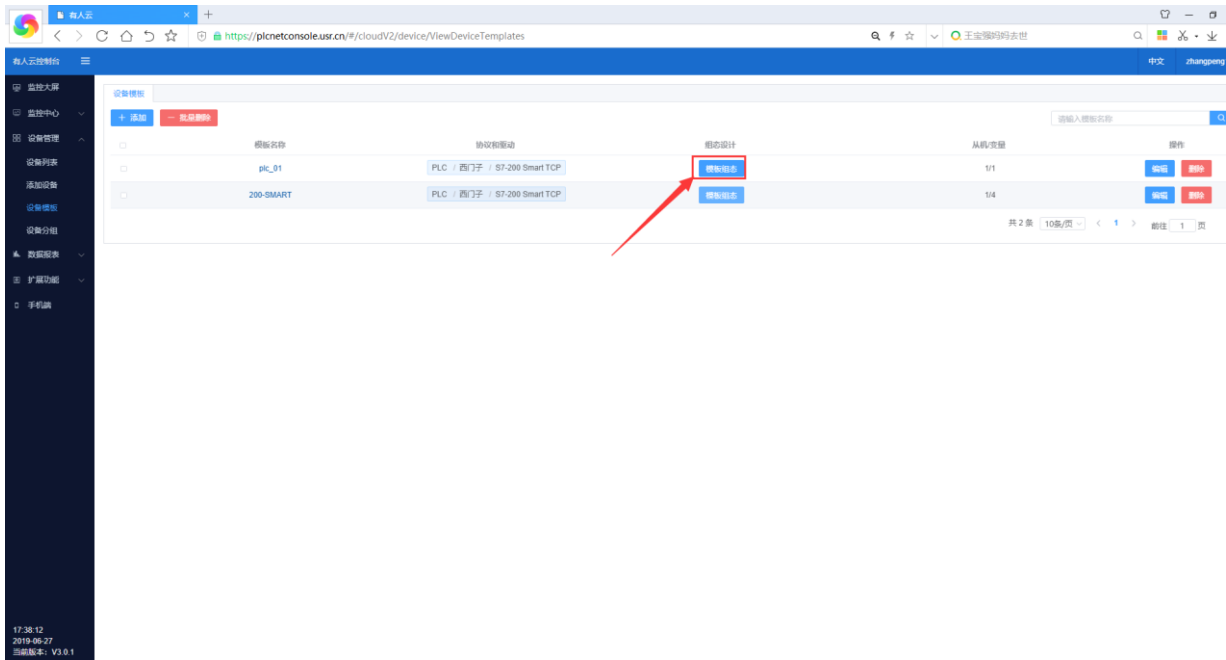 有人云
https://plcnetconsole.usr.cn/#/cloudV2/device/ViewDeviceTemplates
王宝强妈妈去世
有人云控制台
中文 zhangpeng
监控大屏
监控中心
设备管理
设备列表
添加设备
设备模板
设备分组
数据报表
扩展功能
手机端
设备模板
+ 添加 — 批量删除 请输入模板名称
模板名称 协议和驱动 组态设计 从机/变量 操作
plc_01 PLC / 西门子 / S7-200 Smart TCP 模板组态 1/1 编辑 删除
200-SMART PLC / 西门子 / S7-200 Smart TCP 模板组态 1/4 编辑 删除
共 2 条 10条/页 < 1 > 前往 1 页
17:38:12
2019-06-27
当前版本：V3.0.1